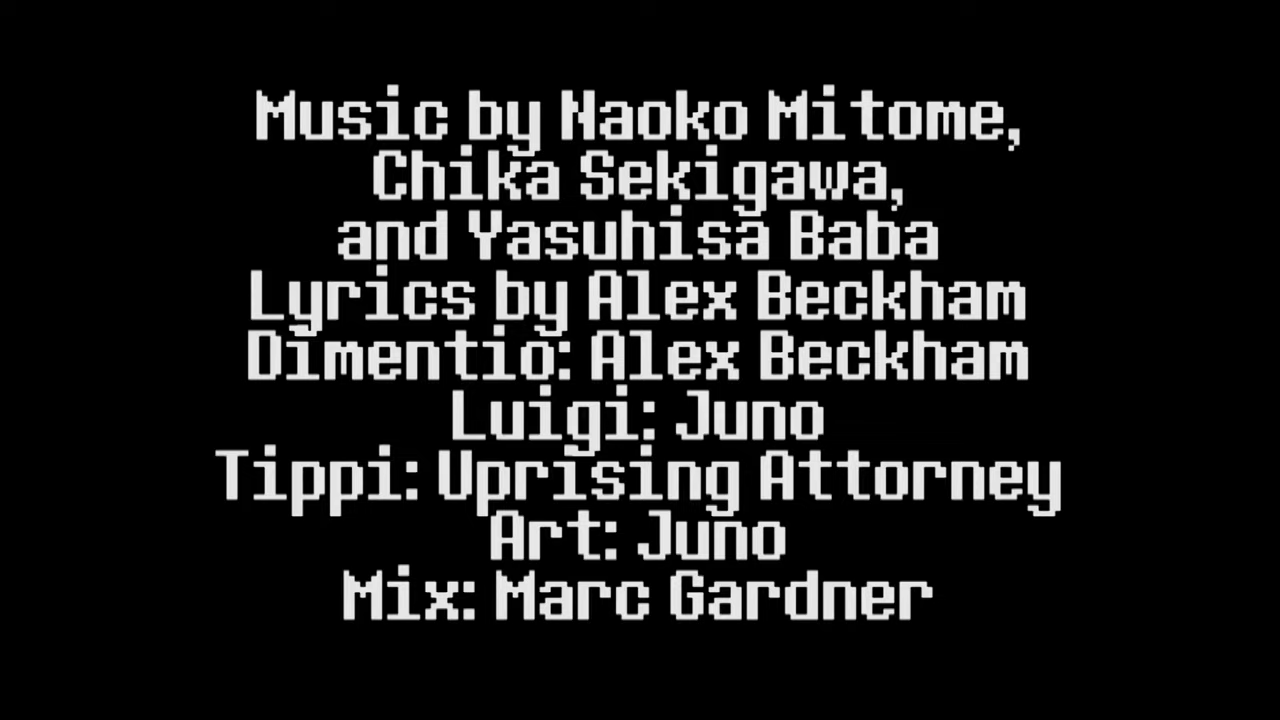 Music by Naoko Mitome,
Chika Sekigawa,
and Yasuhisa Baba
Lyrics by Alex Beckham
Dimentio: Alex Beckham
Luigi: Juno
Tippi: Uprising Attorney
Art: Juno
Mix: Marc Gardner